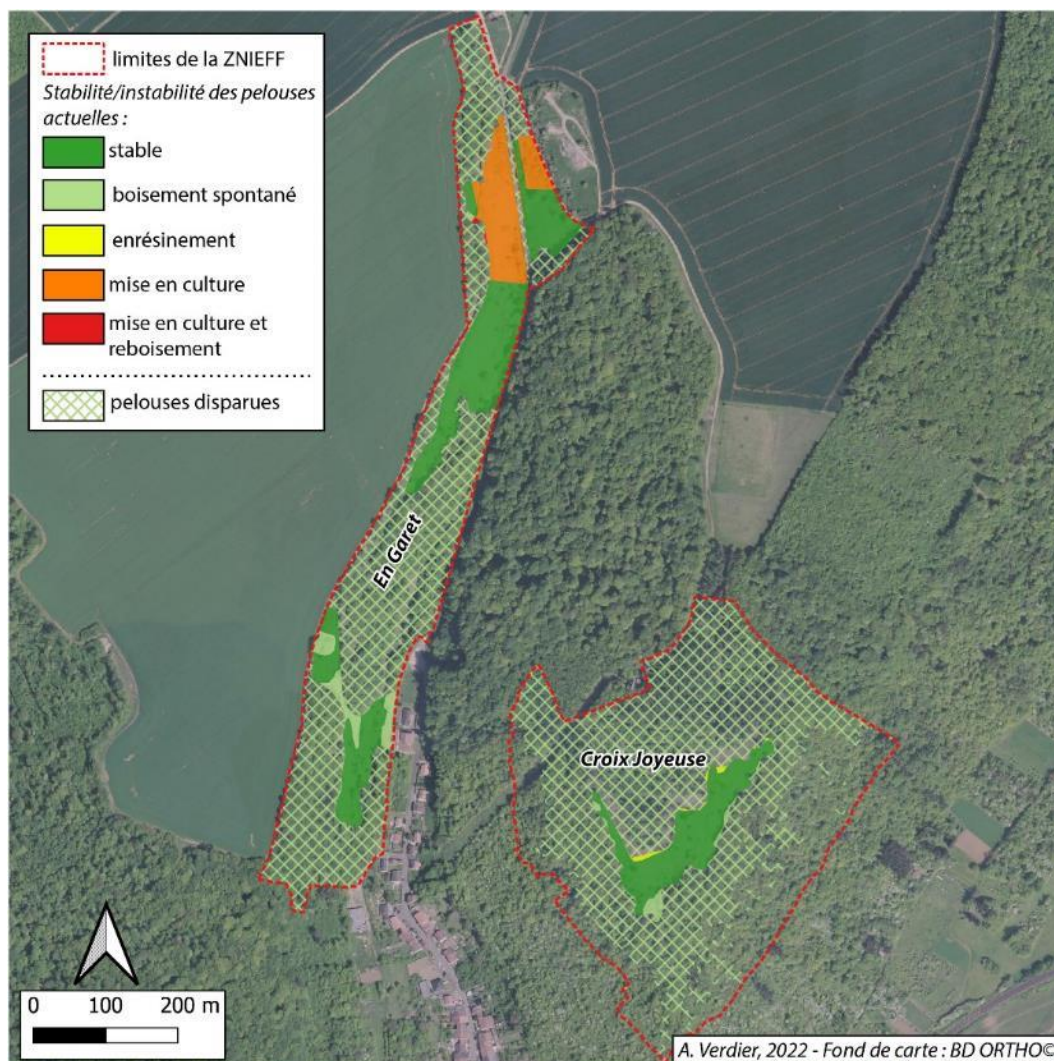 limites de la ZNIEFF
Stabilité/instabilité des pelouses
actuelles :
stable
boisement spontané
enrésinement
mise en culture
mise en culture et
reboisement
pelouses disparues
En Garet
Croix Joyeuse
0 100 200 m
A. Verdier, 2022 - Fond de carte : BD ORTHO©